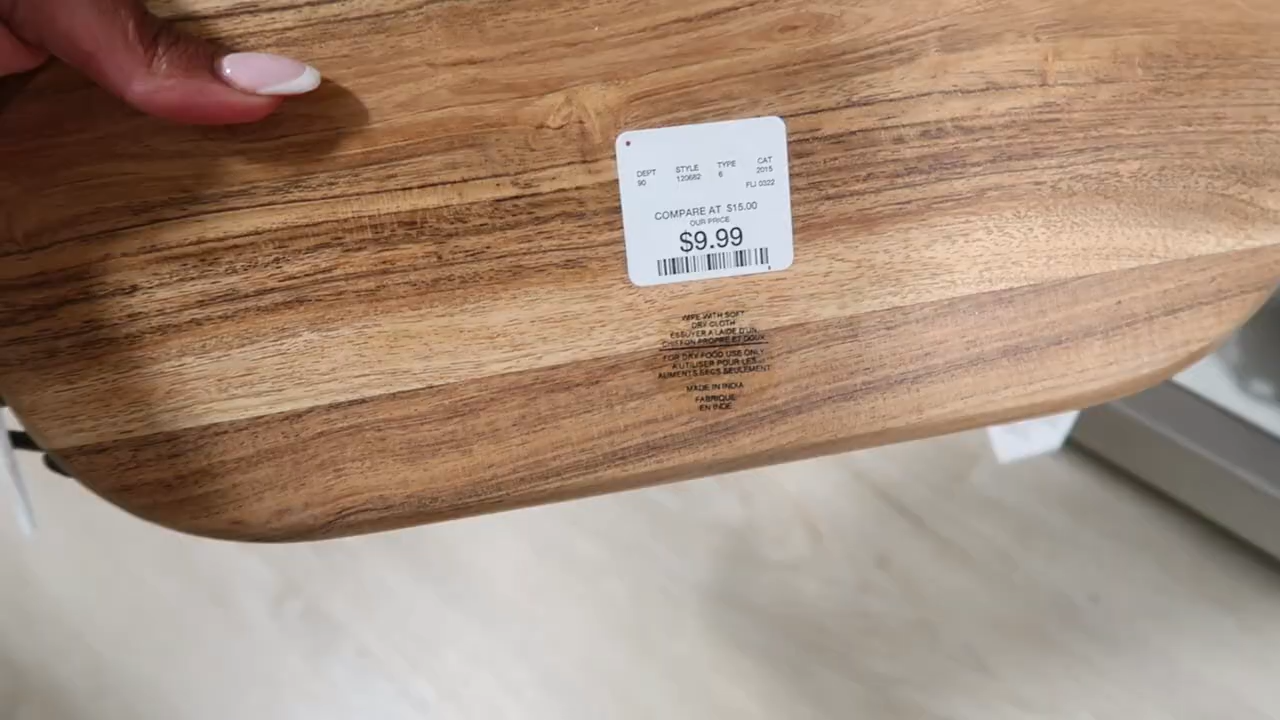 DEPT STYLE TYPE CAT
90 120682 6 2015
FLI 0322
COMPARE AT $15.00
OUR PRICE
$9.99
WIPE WITH SOFT
DRY CLOTH
ESSUYER A LAIDE D'UN
CHIFFON PROPRE ET DOUX
FOR DRY FOOD USE ONLY
A UTILISER POUR LES
ALIMENTS SECS SEULEMENT
MADE IN INDIA
FABRIQUE
EN INDE